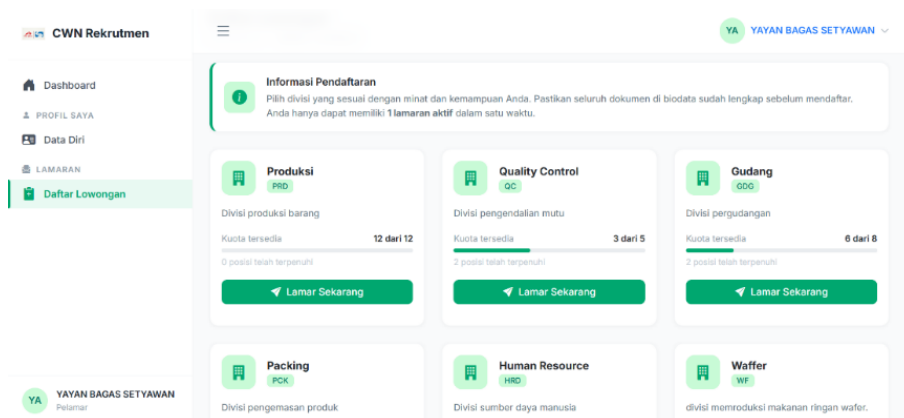 CWN Rekrutmen
YA YAYAN BAGAS SETYAWAN
Dashboard
PROFIL SAYA
Data Diri
LAMARAN
Daftar Lowongan
Informasi Pendaftaran
Pilih divisi yang sesuai dengan minat dan kemampuan Anda. Pastikan seluruh dokumen di biodata sudah lengkap sebelum mendaftar.
Anda hanya dapat memiliki 1 lamaran aktif dalam satu waktu.
Produksi
PRD
Divisi produksi barang
Kuota tersedia 12 dari 12
0 posisi telah terpenuhi
Lamar Sekarang
Quality Control
QC
Divisi pengendalian mutu
Kuota tersedia 3 dari 5
2 posisi telah terpenuhi
Lamar Sekarang
Gudang
GDG
Divisi pergudangan
Kuota tersedia 6 dari 8
2 posisi telah terpenuhi
Lamar Sekarang
Packing
PCK
Divisi pengemasan produk
Human Resource
HRD
Divisi sumber daya manusia
Waffer
WF
divisi memroduksi makanan ringan wafer.
YA YAYAN BAGAS SETYAWAN
Pelamar